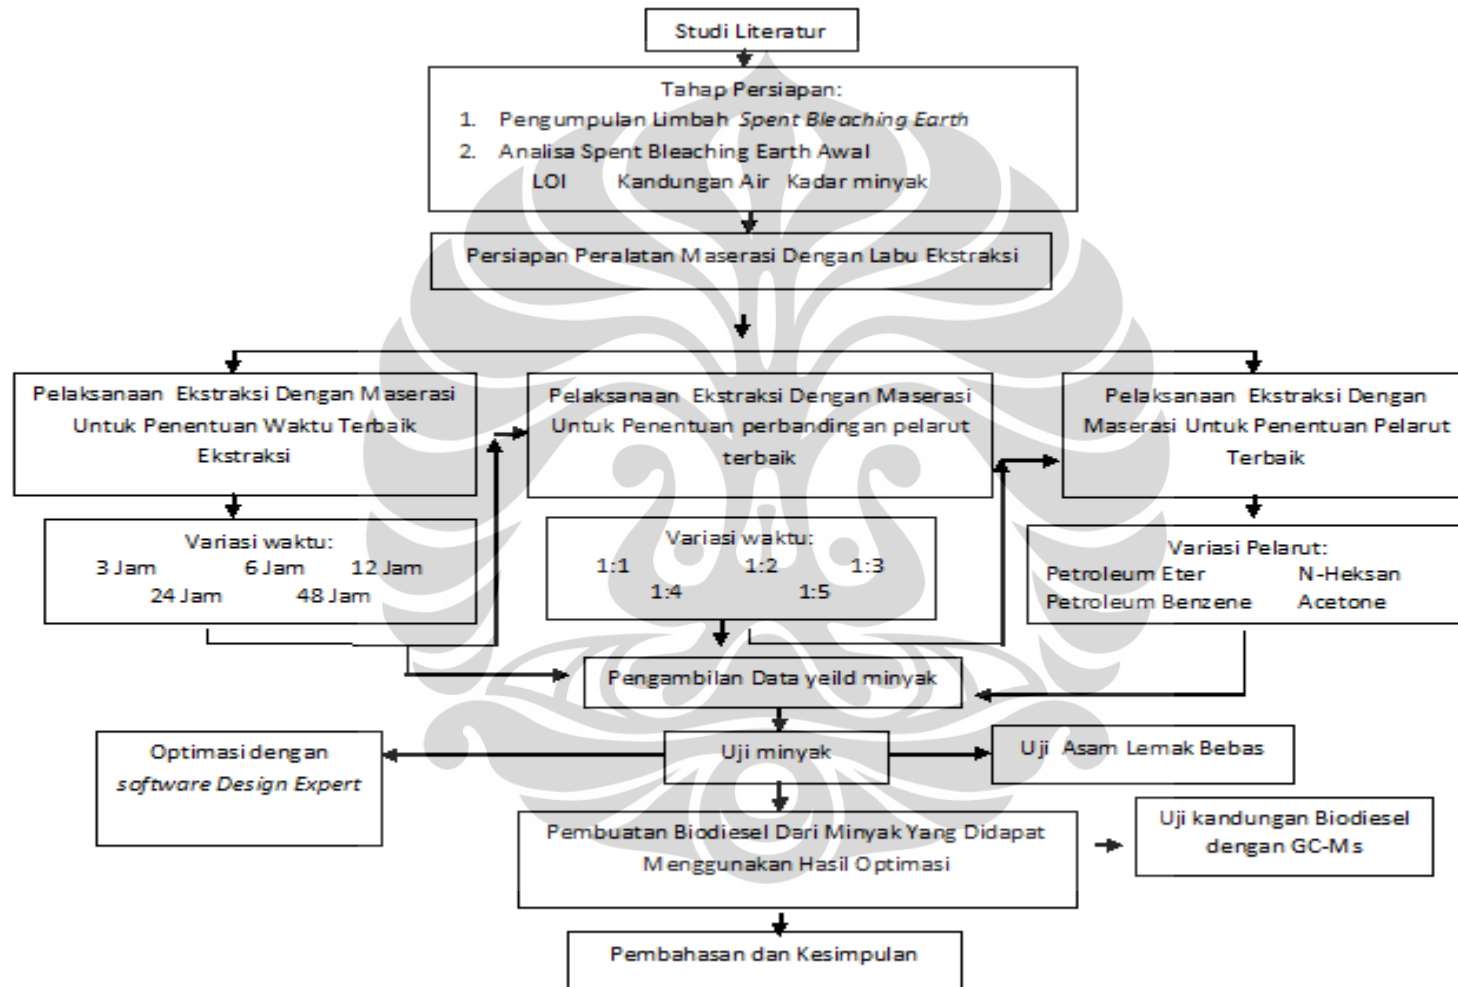 Studi Literatur
Tahap Persiapan:
1. Pengumpulan Limbah Spent Bleaching Earth
2. Analisa Spent Bleaching Earth Awal
LOI Kandungan Air Kadar minyak
Persiapan Peralatan Maserasi Dengan Labu Ekstraksi
Pelaksanaan Ekstraksi Dengan Maserasi
Untuk Penentuan Waktu Terbaik
Ekstraksi
Pelaksanaan Ekstraksi Dengan Maserasi
Untuk Penentuan perbandingan pelarut
terbaik
Pelaksanaan Ekstraksi Dengan
Maserasi Untuk Penentuan Pelarut
Terbaik
Variasi waktu:
3 Jam 6 Jam 12 Jam
24 Jam 48 Jam
Variasi waktu:
1:1 1:2 1:3
1:4 1:5
Variasi Pelarut:
Petroleum Eter N-Heksan
Petroleum Benzene Acetone
Pengambilan Data yeild minyak
Optimasi dengan
software Design Expert
Uji minyak
Uji Asam Lemak Bebas
Pembuatan Biodiesel Dari Minyak Yang Didapat
Menggunakan Hasil Optimasi
Uji kandungan Biodiesel
dengan GC-Ms
Pembahasan dan Kesimpulan